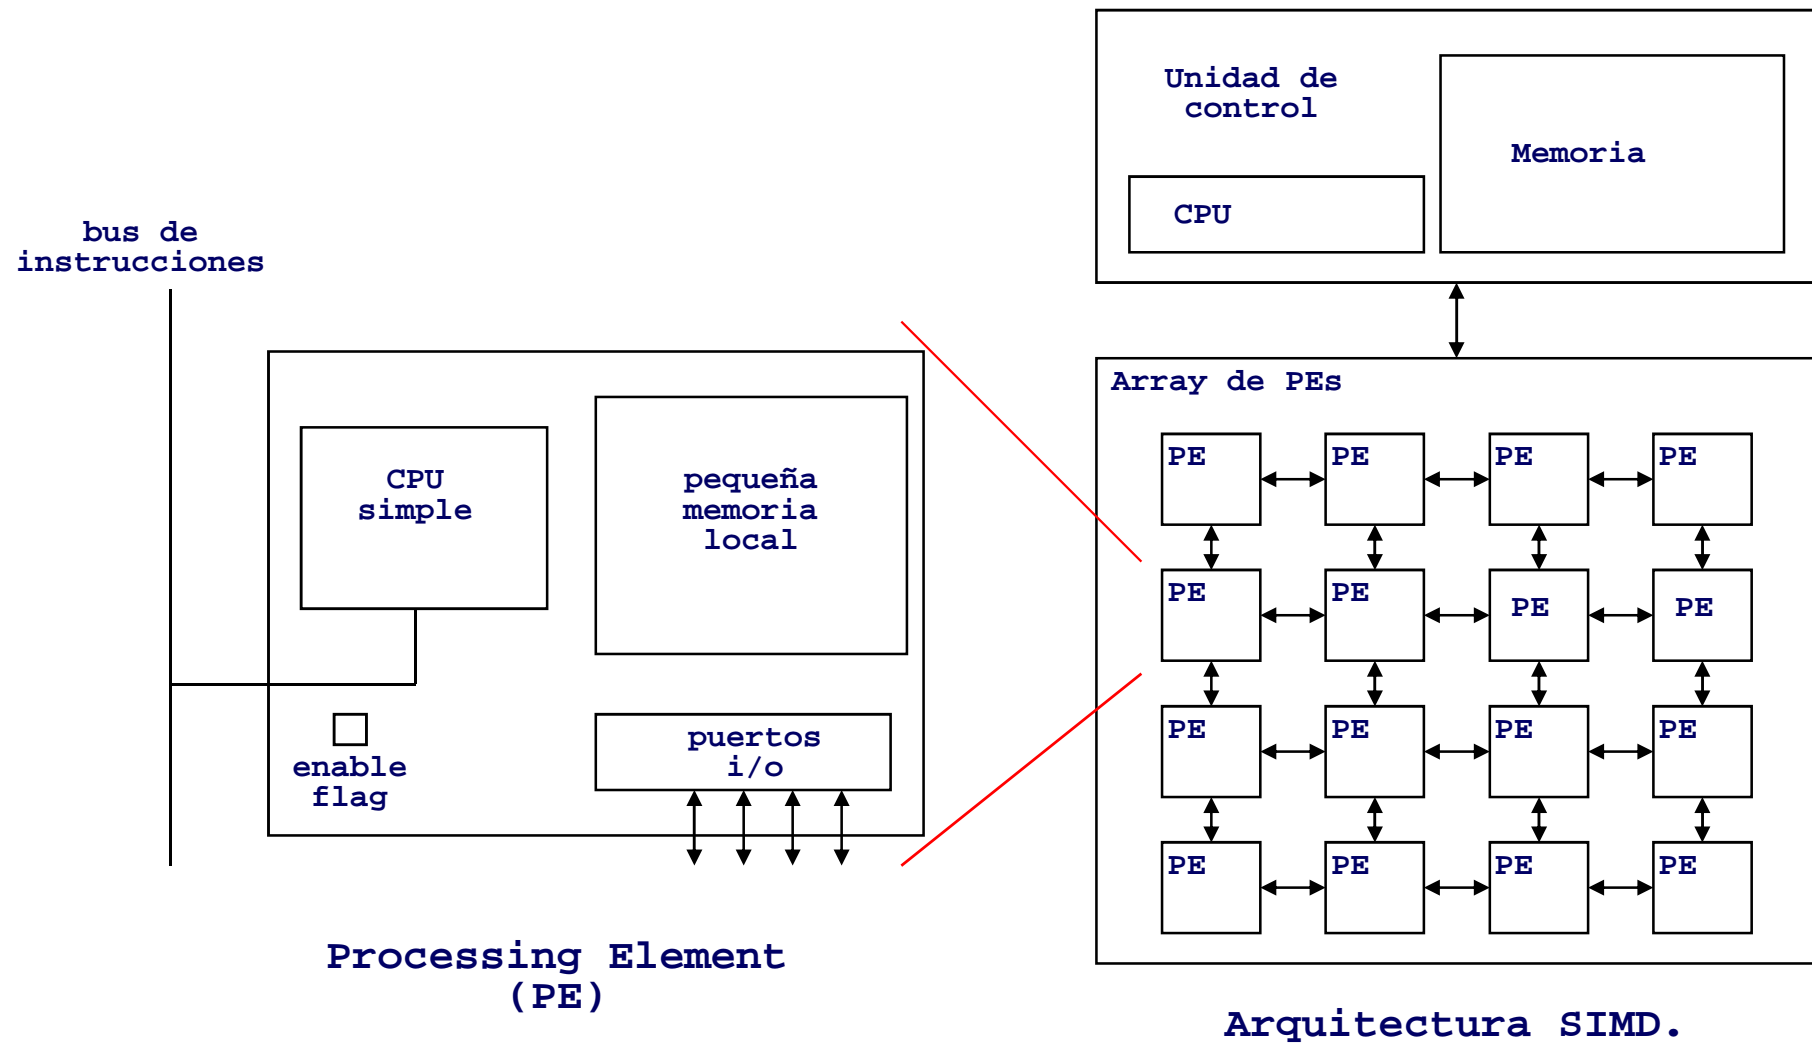 Unidad de
control
Memoria
CPU
bus de
instrucciones
Array de PEs
CPU
simple
pequeña
memoria
local
enable
flag
puertos
i/o
PE PE PE PE
PE PE PE PE
PE PE PE PE
PE PE PE PE
Processing Element
(PE)
Arquitectura SIMD.